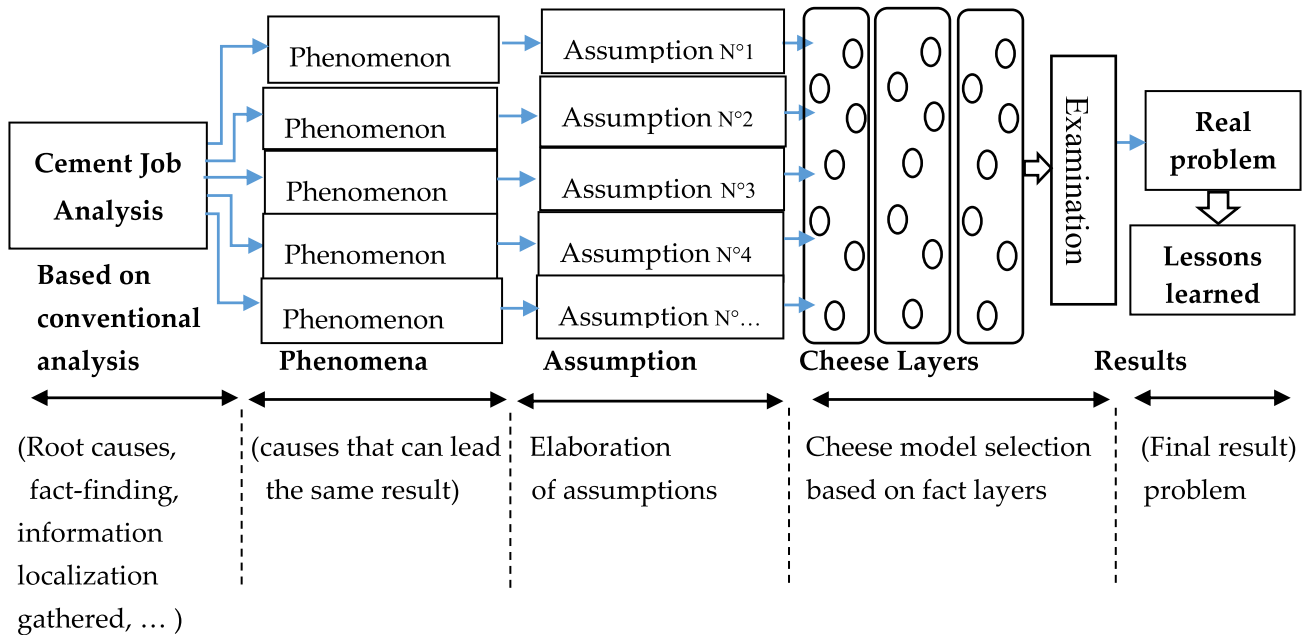 Cement Job
Analysis
Based on
conventional
analysis
Phenomenon
Phenomenon
Phenomenon
Phenomenon
Phenomenon
Phenomena
Assumption N°1
Assumption N°2
Assumption N°3
Assumption N°4
Assumption N°…
Assumption
Cheese Layers
Examination
Real
problem
Lessons
learned
Results
(Root causes,
fact-finding,
information
localization
gathered, … )
(causes that can lead
the same result)
Elaboration
of assumptions
Cheese model selection
based on fact layers
(Final result)
problem